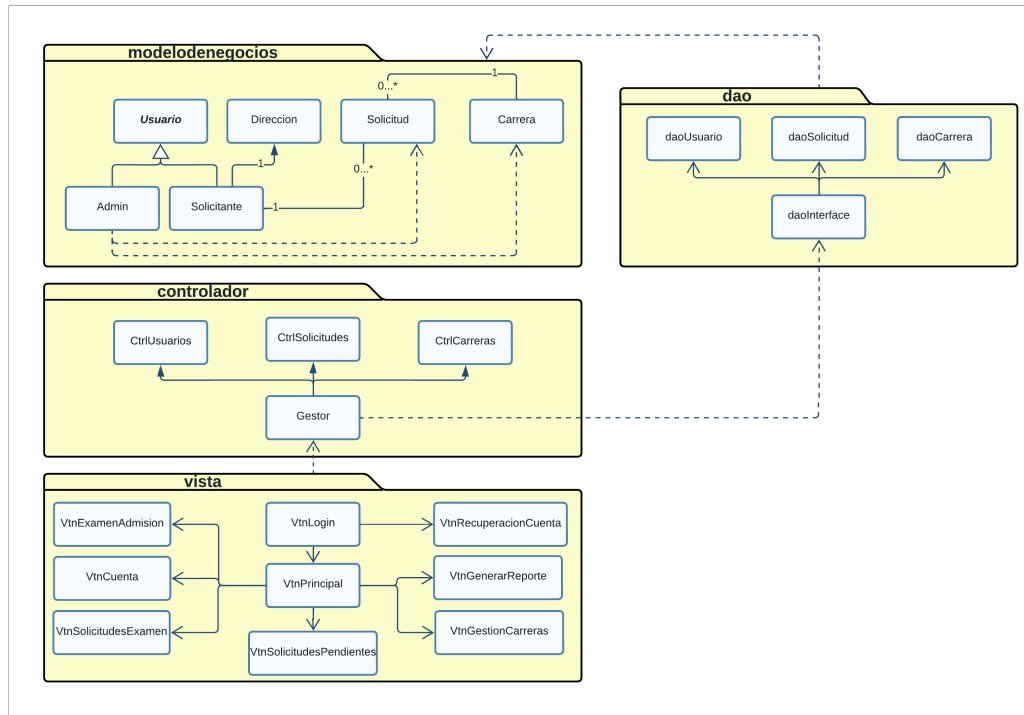 modelodenegocios
1
0...*
Usuario
Direccion
Solicitud
Carrera
1
0...*
Admin
Solicitante
1
dao
daoUsuario
daoSolicitud
daoCarrera
daoInterface
controlador
CtrlUsuarios
CtrlSolicitudes
CtrlCarreras
Gestor
vista
VtnExamenAdmision
VtnLogin
VtnRecuperacionCuenta
VtnCuenta
VtnPrincipal
VtnGenerarReporte
VtnSolicitudesExamen
VtnSolicitudesPendientes
VtnGestionCarreras